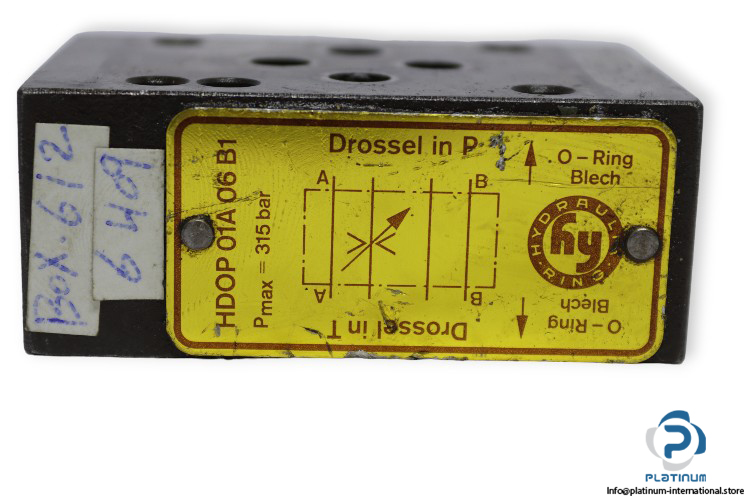 BOX-612
6 409
HDOP 01A 06 B1
Pmax = 315 bar
Drossel in P
A
B
A
B
Drossel in T
O-Ring
Blech
HYDRAULIK RING
hy
O-Ring
Blech
PLATINUM
Info@platinum-international.store